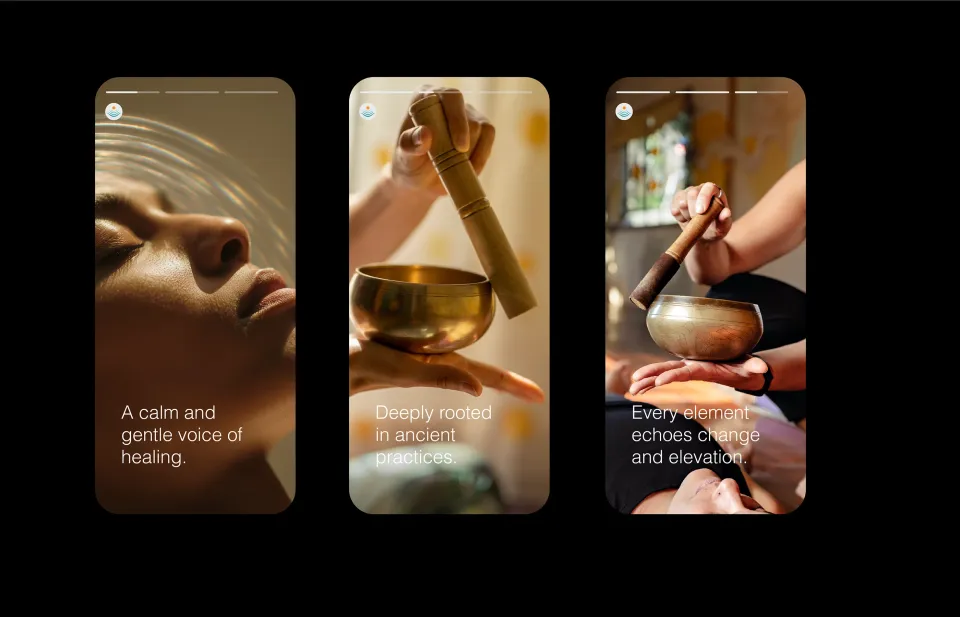 A calm and
gentle voice of
healing.
Deeply rooted
in ancient
practices.
Every element
echoes change
and elevation.